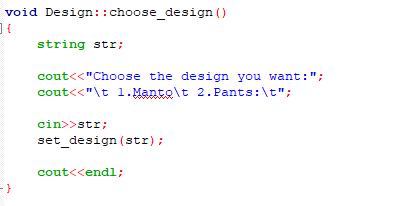 void Design::choose_design()
{
string str;
cout<<"Choose the design you want:";
cout<<"\t 1.Manto\t 2.Pants:\t";
cin>>str;
set_design(str);
cout<<endl;
}